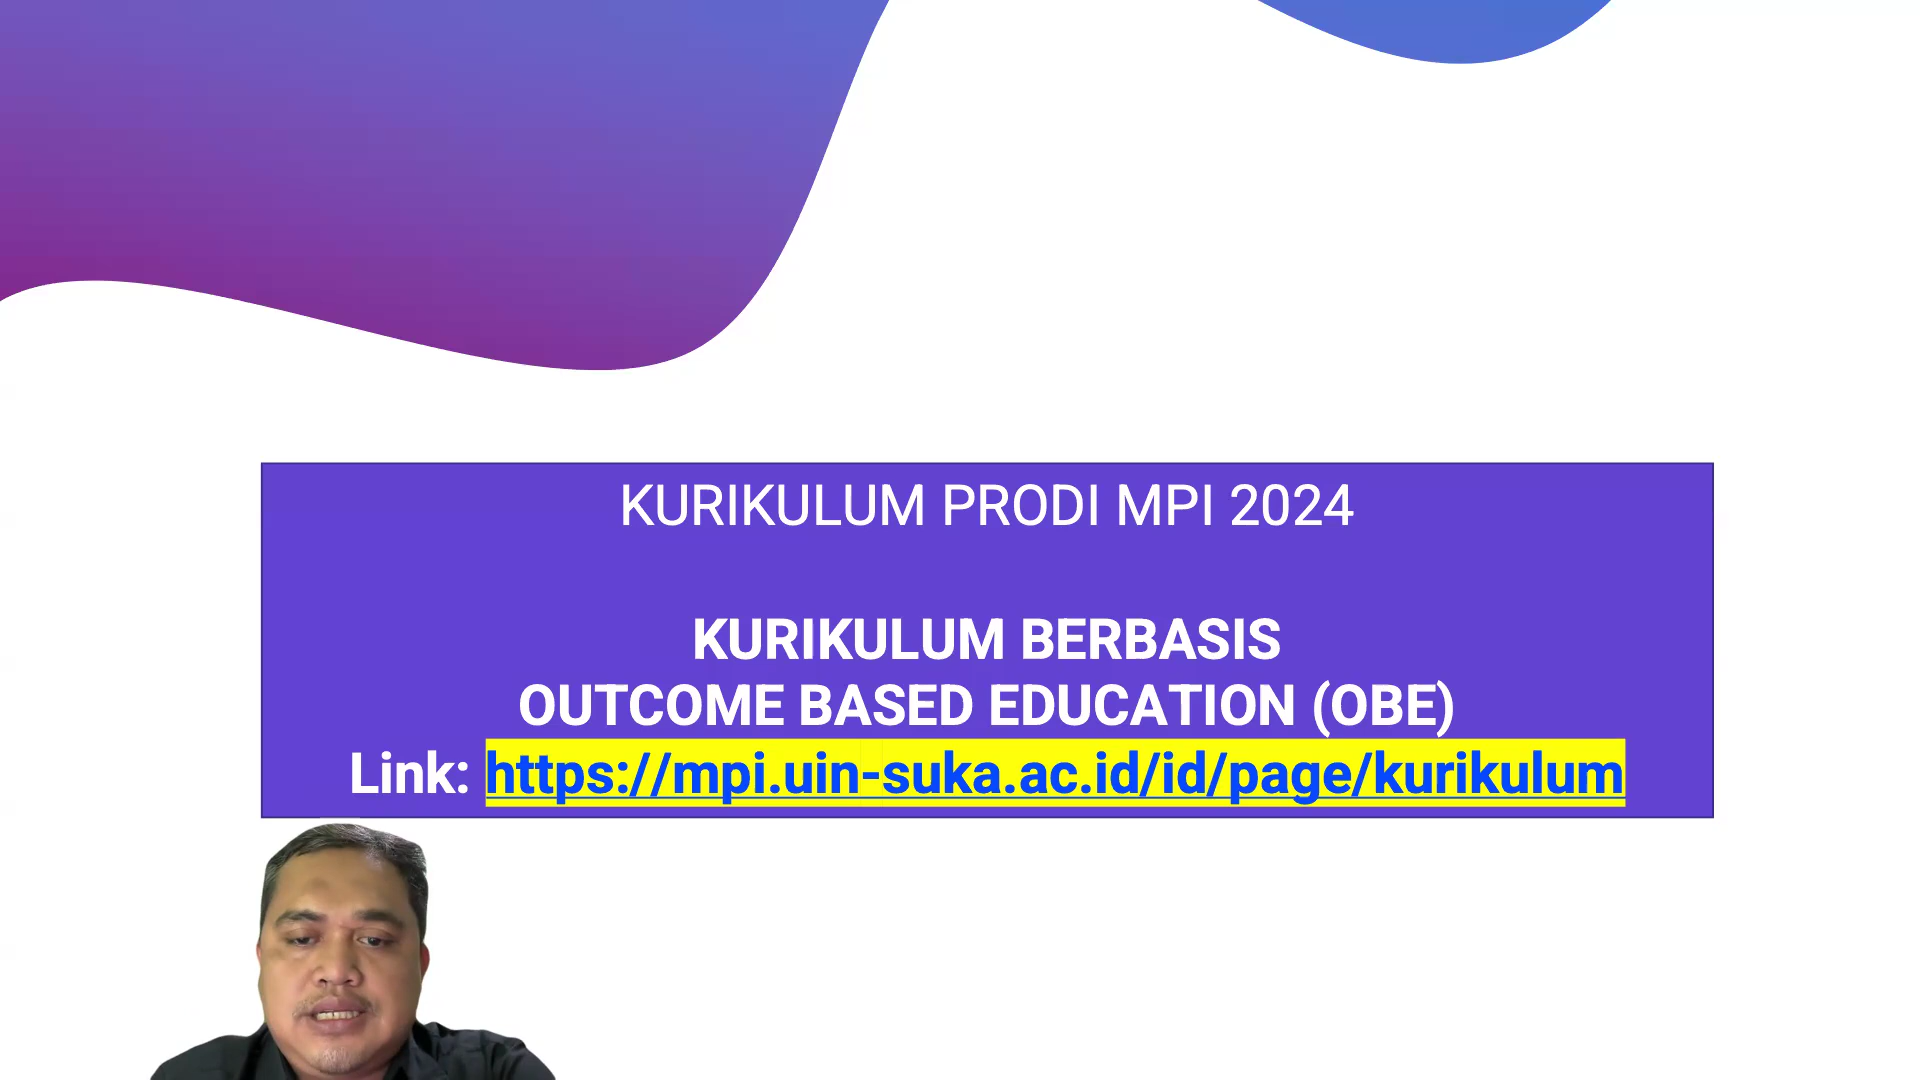 KURIKULUM PRODI MPI 2024
KURIKULUM BERBASIS
OUTCOME BASED EDUCATION (OBE)
Link: https://mpi.uin-suka.ac.id/id/page/kurikulum